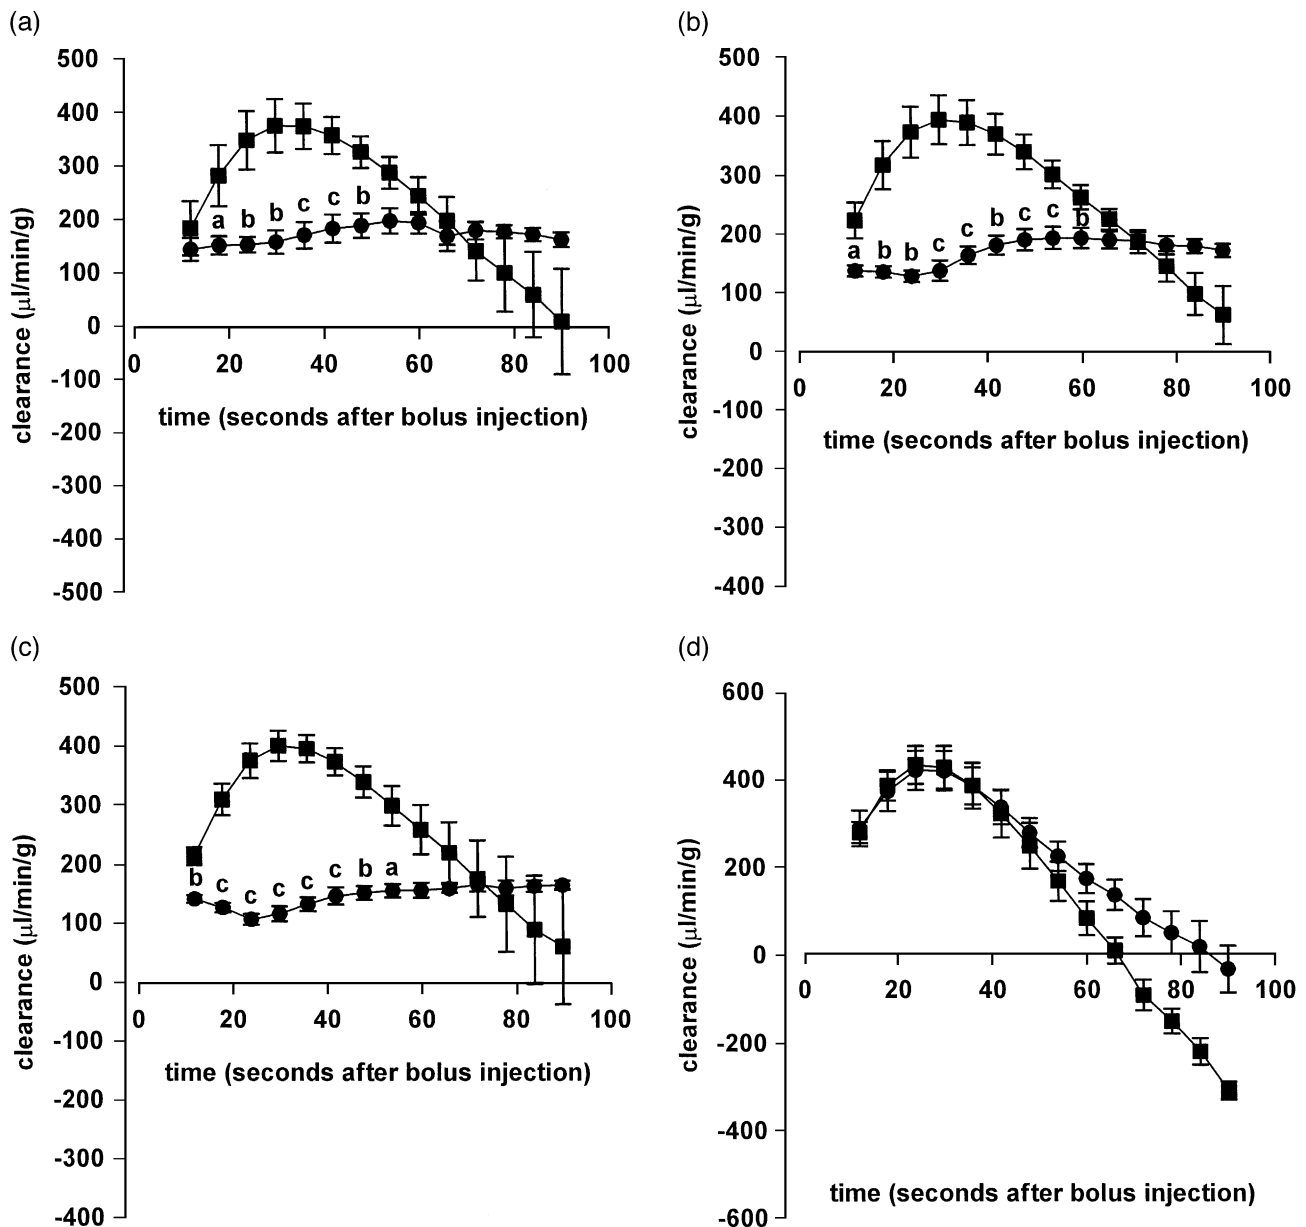 (a)
500
400
300
200
100
0
-100
-200
-300
-400
-500
clearance (μl/min/g)
a b b c c b
0 20 40 60 80 100
time (seconds after bolus injection)
(b)
500
400
300
200
100
0
-100
-200
-300
-400
clearance (μl/min/g)
a b b c c b c c b
0 20 40 60 80 100
time (seconds after bolus injection)
(c)
500
400
300
200
100
0
-100
-200
-300
-400
clearance (μl/min/g)
b c c c c c b a
0 20 40 60 80 100
time (seconds after bolus injection)
(d)
600
400
200
0
-200
-400
-600
clearance (μl/min/g)
0 20 40 60 80 100
time (seconds after bolus injection)